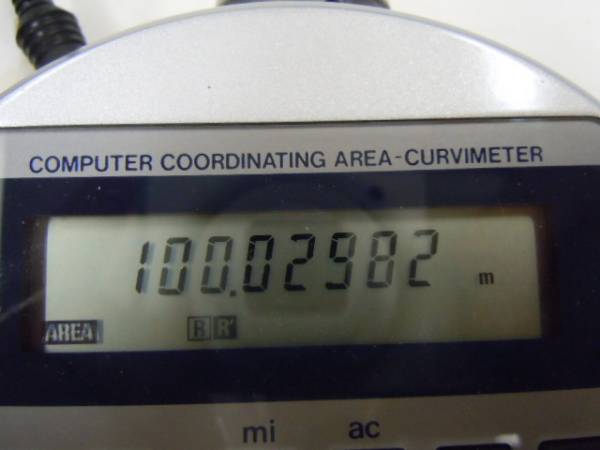 COMPUTER COORDINATING AREA-CURVIMETER
100.02982 m
AREA R R'
mi ac